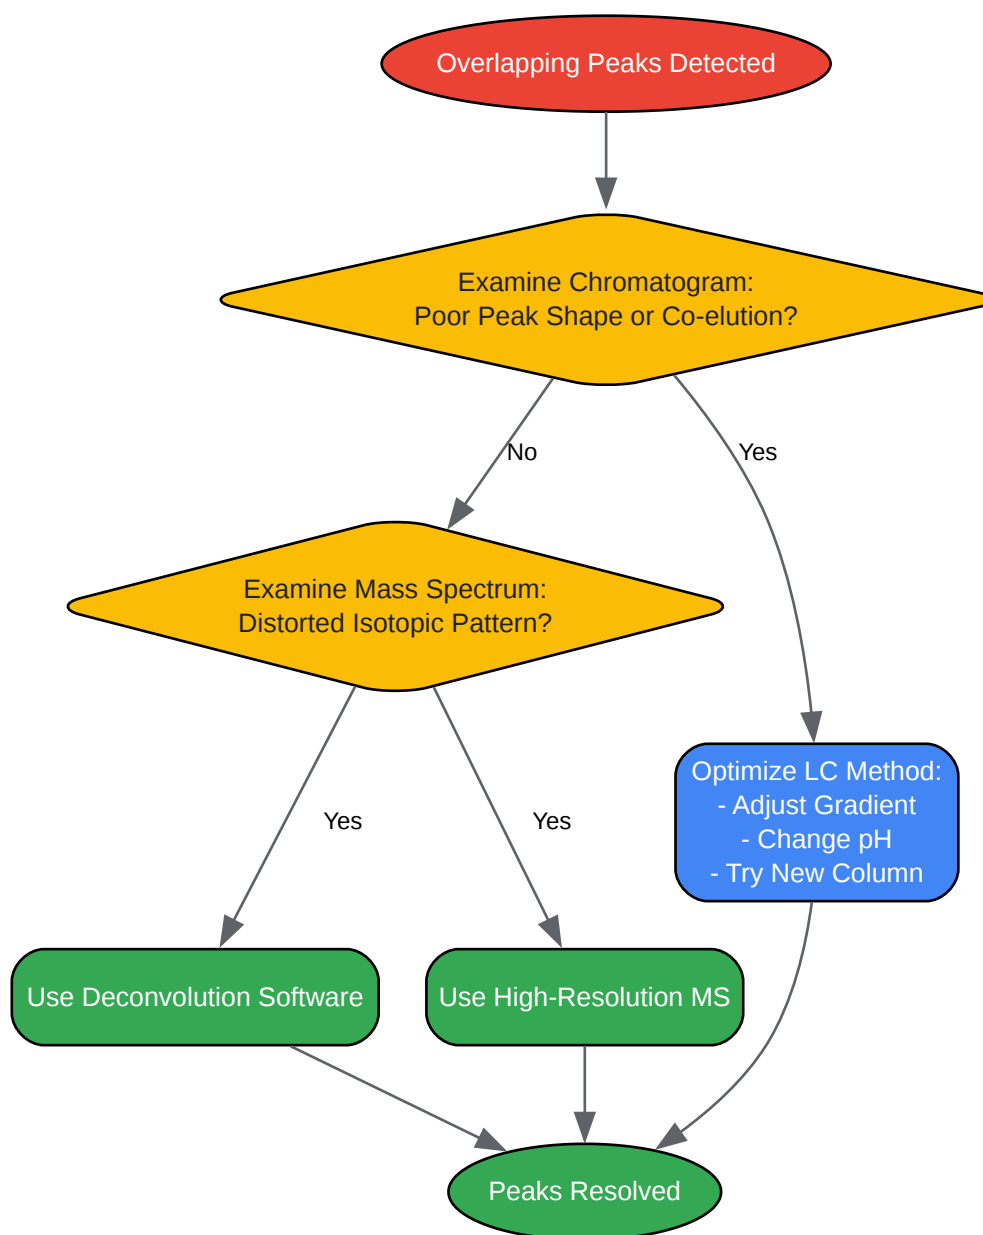 Overlapping Peaks Detected
Examine Chromatogram:
Poor Peak Shape or Co-elution?
No
Yes
Examine Mass Spectrum:
Distorted Isotopic Pattern?
Optimize LC Method:
- Adjust Gradient
- Change pH
- Try New Column
Yes
Yes
Use Deconvolution Software
Use High-Resolution MS
Peaks Resolved